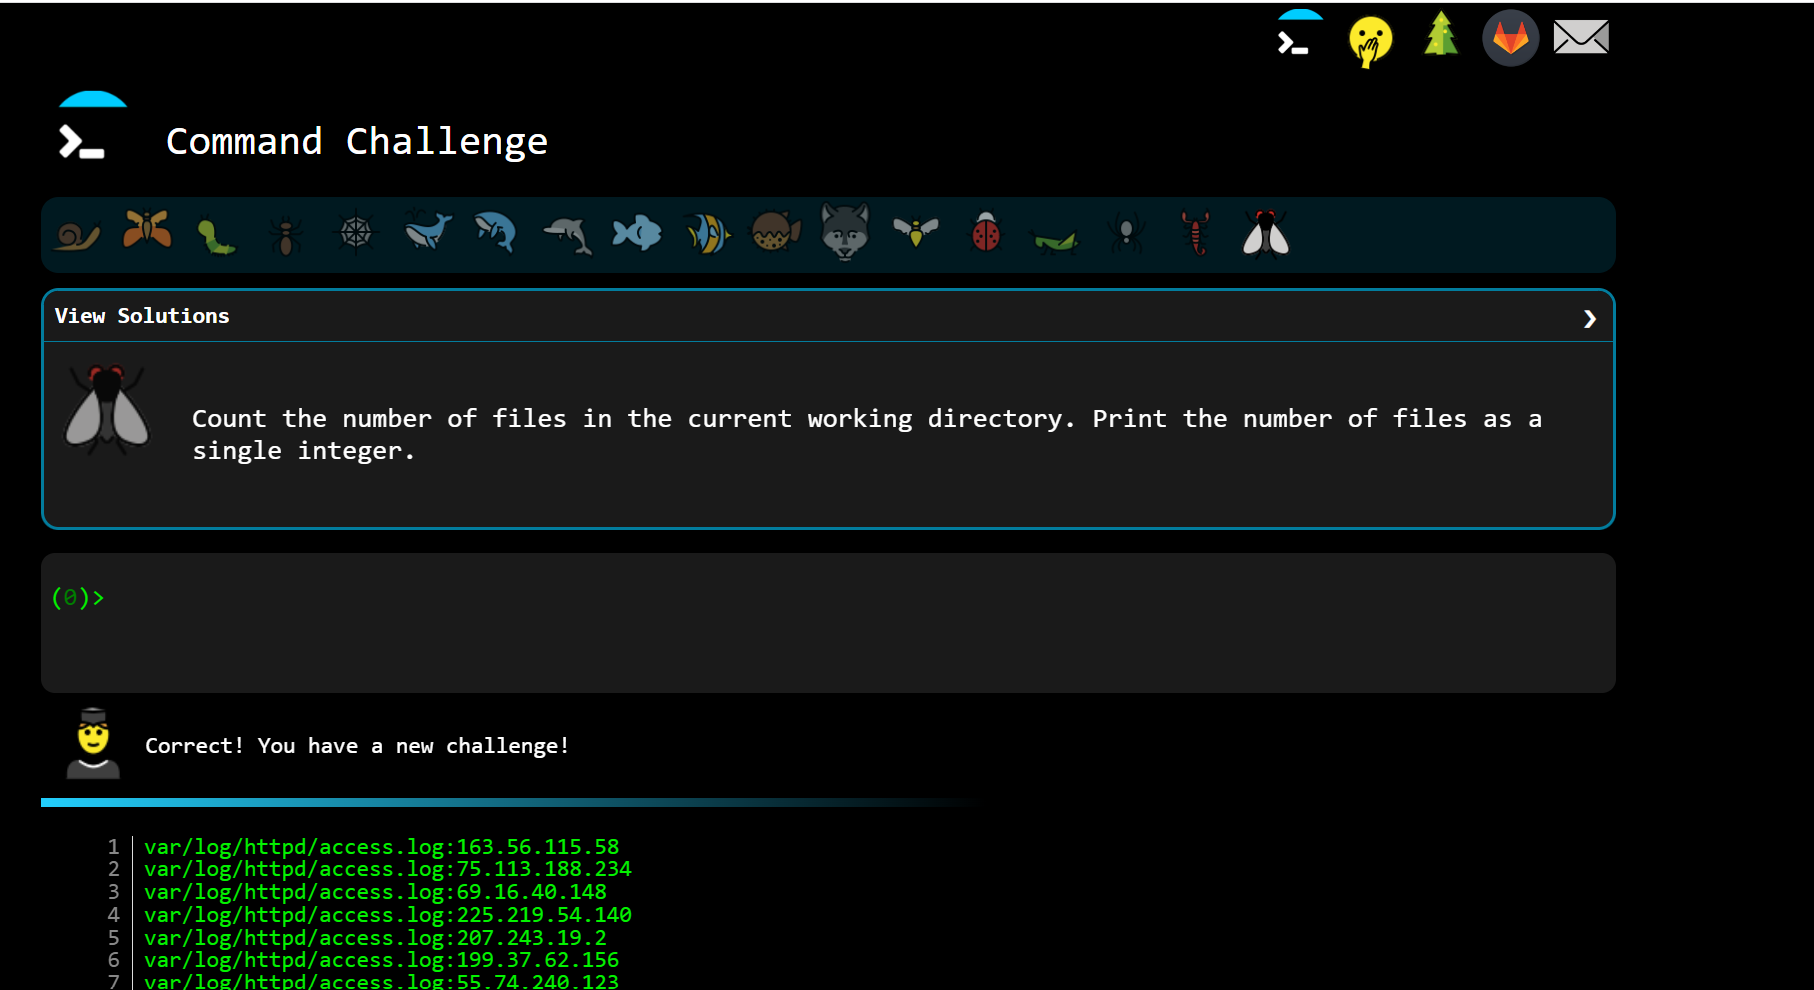 Command Challenge
View Solutions
Count the number of files in the current working directory. Print the number of files as a
single integer.
(0)>
Correct! You have a new challenge!
1 var/log/httpd/access.log:163.56.115.58
2 var/log/httpd/access.log:75.113.188.234
3 var/log/httpd/access.log:69.16.40.148
4 var/log/httpd/access.log:225.219.54.140
5 var/log/httpd/access.log:207.243.19.2
6 var/log/httpd/access.log:199.37.62.156
7 var/log/httpd/access.log:55.74.240.123